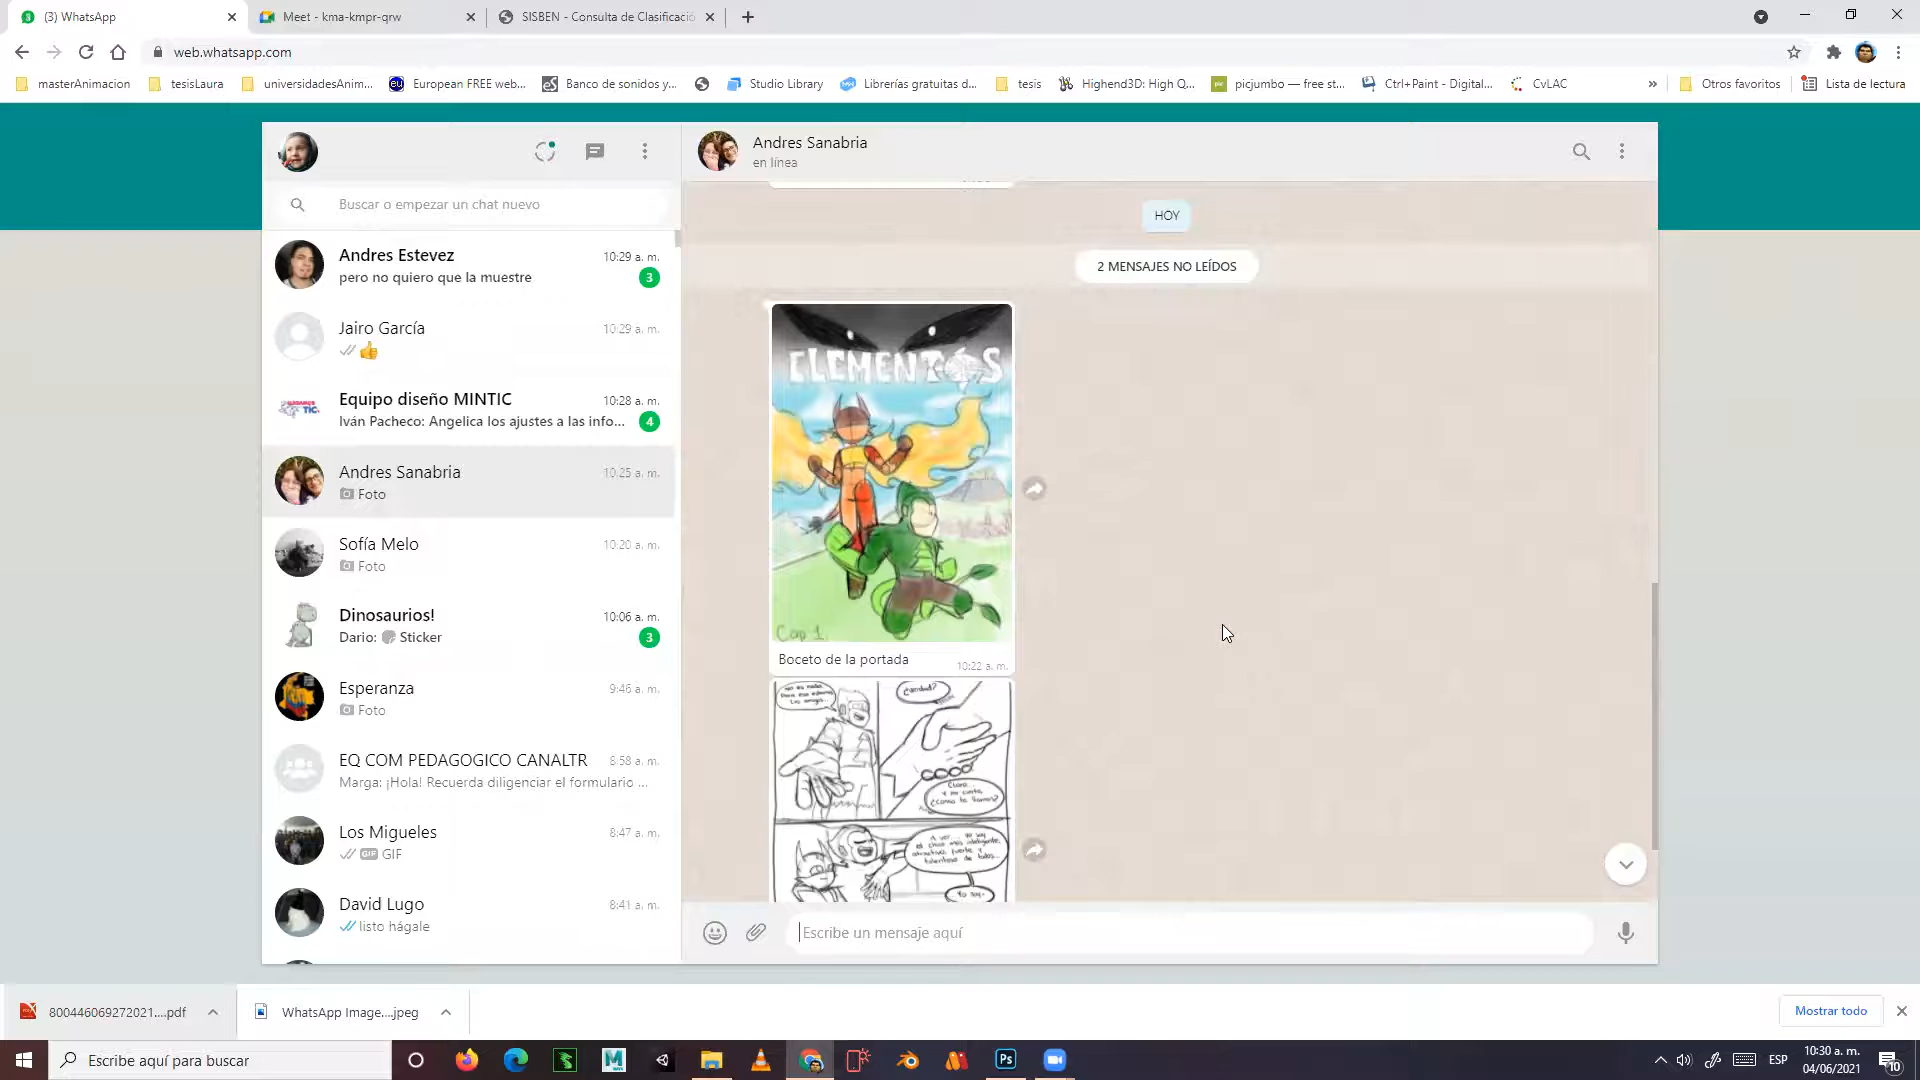 (3) WhatsApp
Meet - kma-kmpr-qrw
SISBEN - Consulta de Clasificació
web.whatsapp.com
masterAnimacion
tesisLaura
universidadesAnim...
European FREE web...
Banco de sonidos y...
Studio Library
Librerías gratuitas d...
tesis
Highend3D: High Q...
picjumbo — free st...
Ctrl+Paint - Digital...
CvLAC
»
Otros favoritos
Lista de lectura
Buscar o empezar un chat nuevo
Andres Estevez
10:29 a. m.
pero no quiero que la muestre
3
Jairo García
10:29 a. m.
Equipo diseño MINTIC
10:28 a. m.
Iván Pacheco: Angelica los ajustes a las info...
4
Andres Sanabria
10:25 a. m.
Foto
Sofía Melo
10:20 a. m.
Foto
Dinosaurios!
10:06 a. m.
Dario: Sticker
3
Esperanza
9:46 a. m.
Foto
EQ COM PEDAGOGICO CANALTR
8:58 a. m.
Marga: ¡Hola! Recuerda diligenciar el formulario ...
Los Migueles
8:47 a. m.
GIF GIF
David Lugo
8:41 a. m.
listo hágale
Andres Sanabria
en línea
HOY
2 MENSAJES NO LEÍDOS
ELEMENTOS
Cap 1.
Boceto de la portada
10:22 a. m.
Escribe un mensaje aquí
800446069272021....pdf
WhatsApp Image....jpeg
Mostrar todo
Escribe aquí para buscar
Ps
ESP
10:30 a. m.
04/06/2021
10